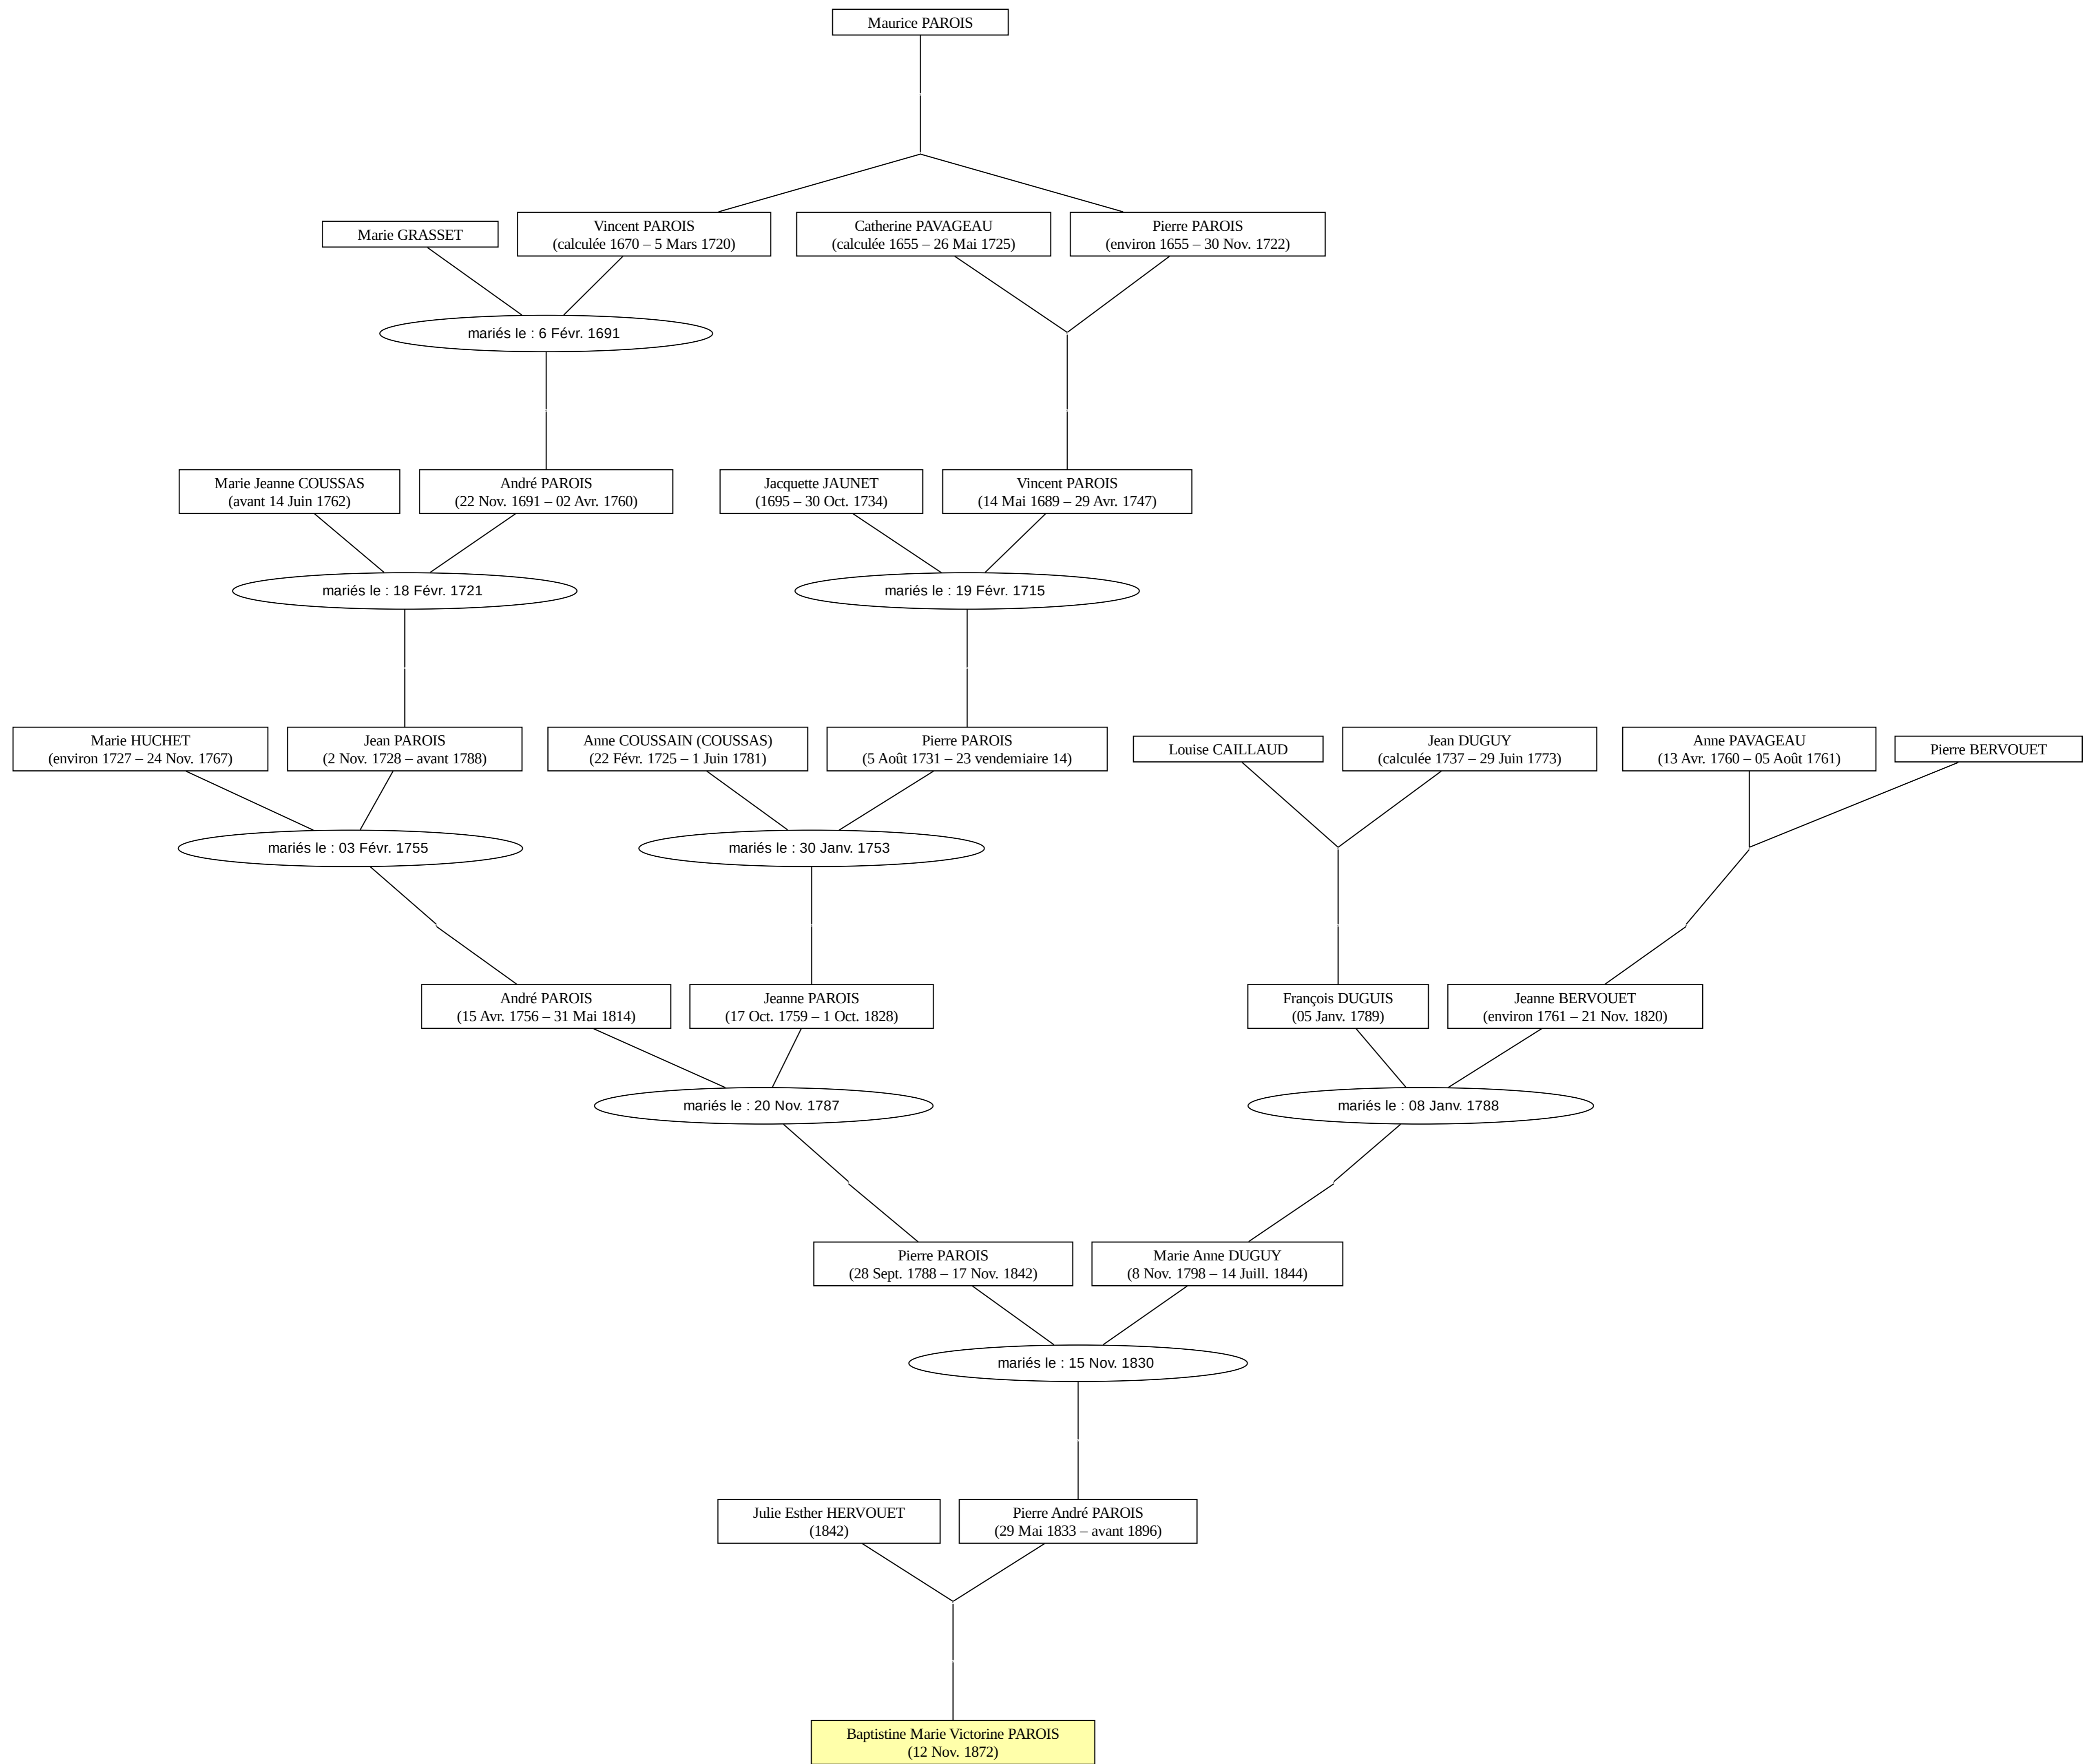 Maurice PAROIS
Marie GRASSET
Vincent PAROIS
(calculée 1670 – 5 Mars 1720)
Catherine PAVAGEAU
(calculée 1655 – 26 Mai 1725)
Pierre PAROIS
(environ 1655 – 30 Nov. 1722)
mariés le : 6 Févr. 1691
Marie Jeanne COUSSAS
(avant 14 Juin 1762)
André PAROIS
(22 Nov. 1691 – 02 Avr. 1760)
Jacquette JAUNET
(1695 – 30 Oct. 1734)
Vincent PAROIS
(14 Mai 1689 – 29 Avr. 1747)
mariés le : 18 Févr. 1721
mariés le : 19 Févr. 1715
Marie HUCHET
(environ 1727 – 24 Nov. 1767)
Jean PAROIS
(2 Nov. 1728 – avant 1788)
Anne COUSSAIN (COUSSAS)
(22 Févr. 1725 – 1 Juin 1781)
Pierre PAROIS
(5 Août 1731 – 23 vendemiaire 14)
Louise CAILLAUD
Jean DUGUY
(calculée 1737 – 29 Juin 1773)
Anne PAVAGEAU
(13 Avr. 1760 – 05 Août 1761)
Pierre BERVOUET
mariés le : 03 Févr. 1755
mariés le : 30 Janv. 1753
André PAROIS
(15 Avr. 1756 – 31 Mai 1814)
Jeanne PAROIS
(17 Oct. 1759 – 1 Oct. 1828)
François DUGUIS
(05 Janv. 1789)
Jeanne BERVOUET
(environ 1761 – 21 Nov. 1820)
mariés le : 20 Nov. 1787
mariés le : 08 Janv. 1788
Pierre PAROIS
(28 Sept. 1788 – 17 Nov. 1842)
Marie Anne DUGUY
(8 Nov. 1798 – 14 Juill. 1844)
mariés le : 15 Nov. 1830
Julie Esther HERVOUET
(1842)
Pierre André PAROIS
(29 Mai 1833 – avant 1896)
Baptistine Marie Victorine PAROIS
(12 Nov. 1872)